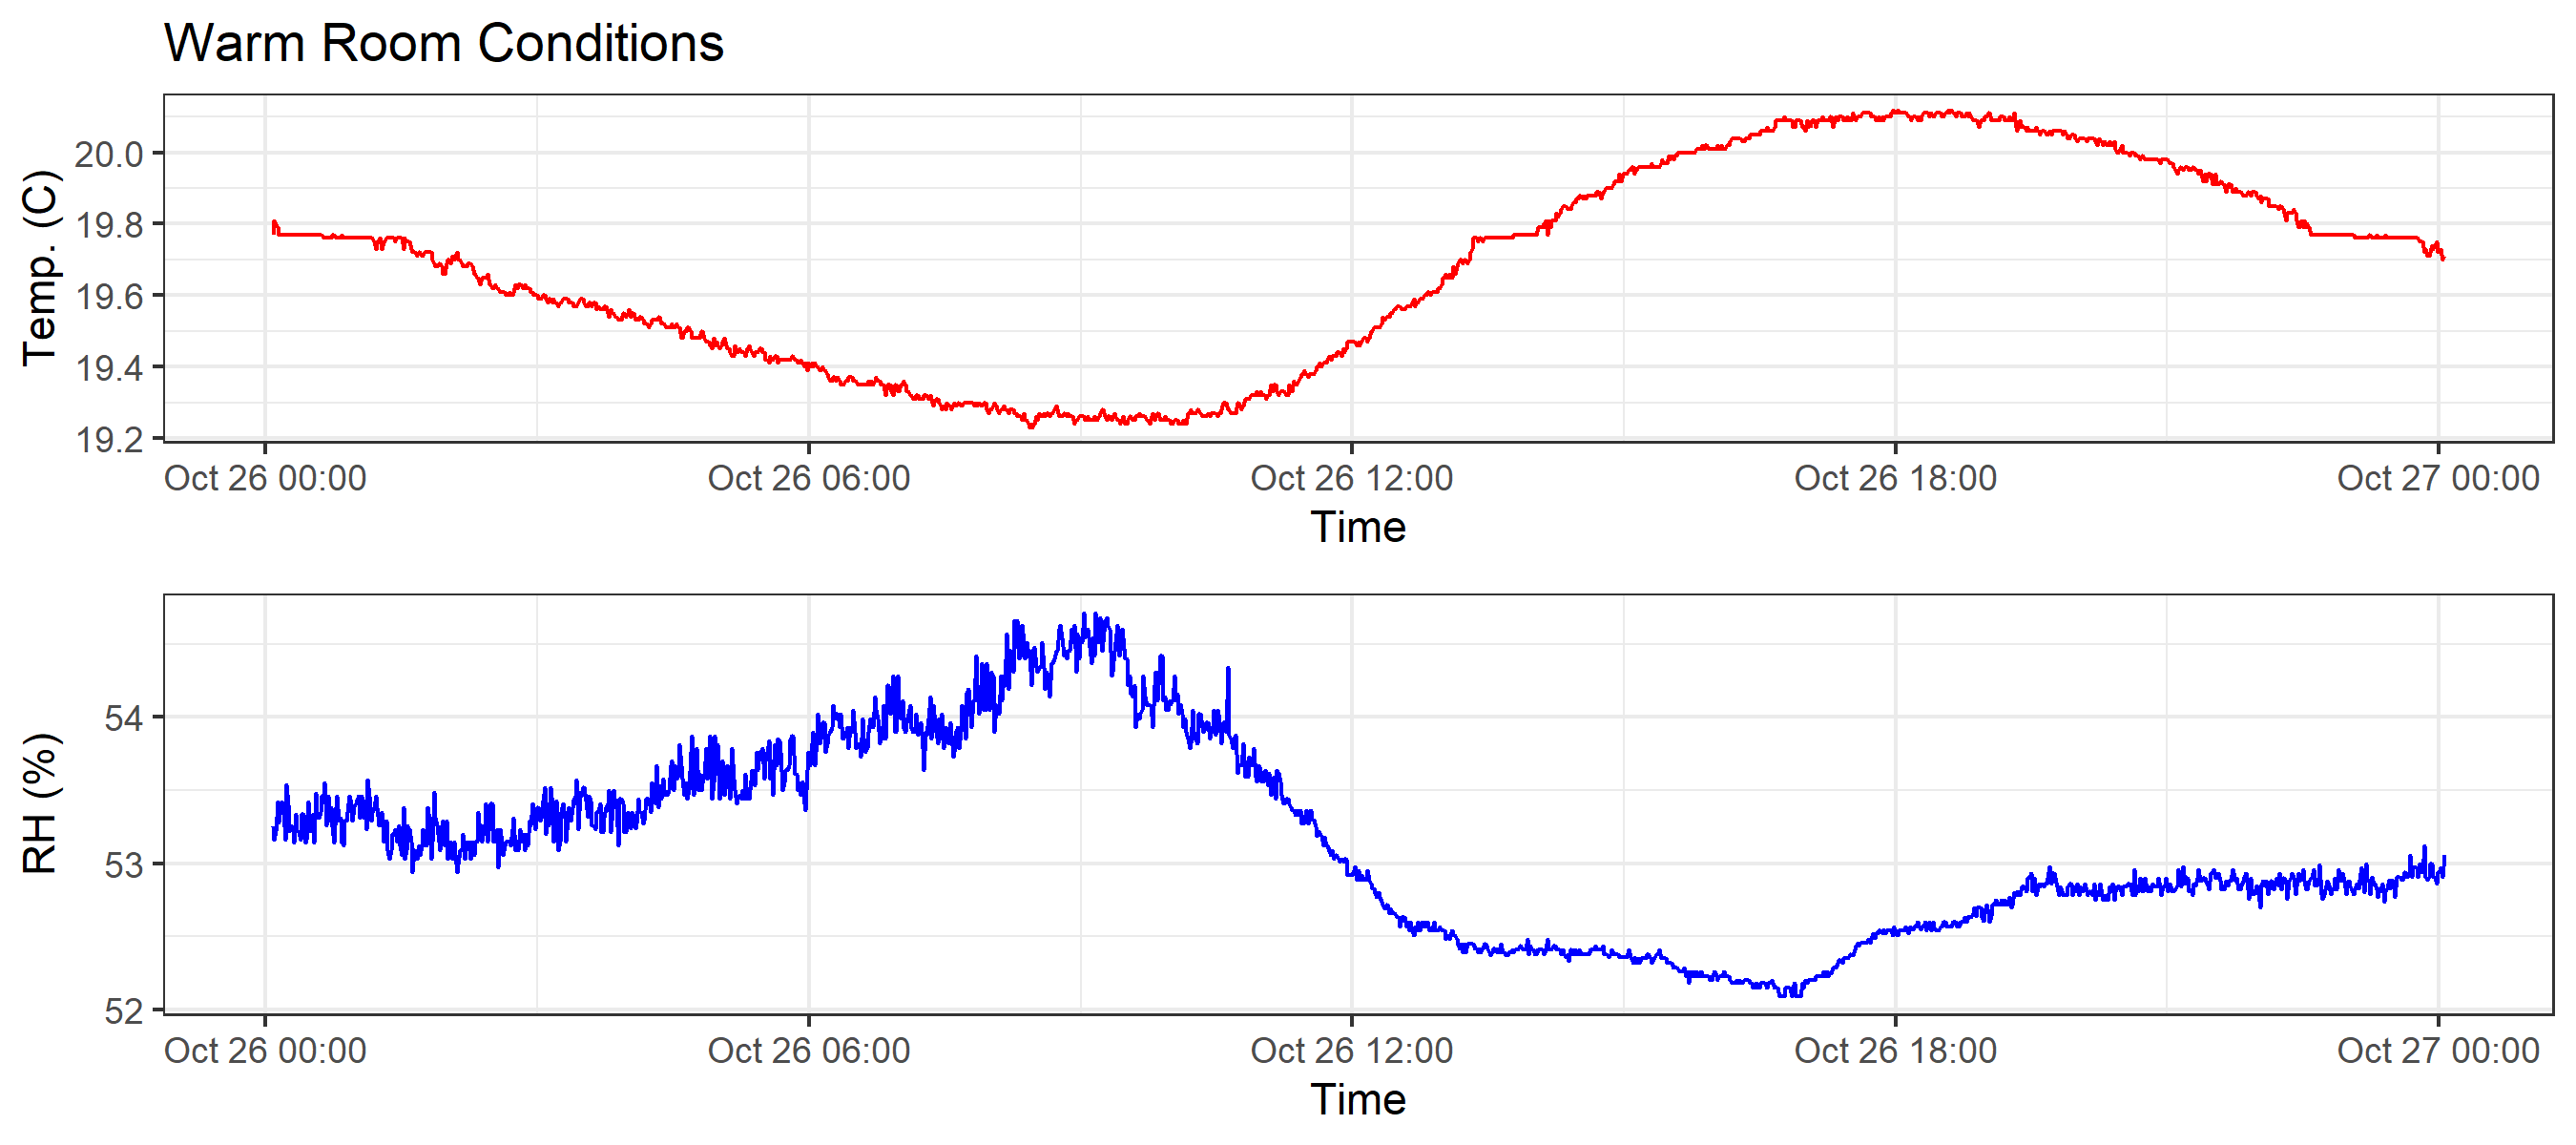 Warm Room Conditions
Temp. (C)
20.0
19.8
19.6
19.4
19.2
Oct 26 00:00 Oct 26 06:00 Oct 26 12:00 Oct 26 18:00 Oct 27 00:00
Time
RH (%)
54
53
52
Oct 26 00:00 Oct 26 06:00 Oct 26 12:00 Oct 26 18:00 Oct 27 00:00
Time